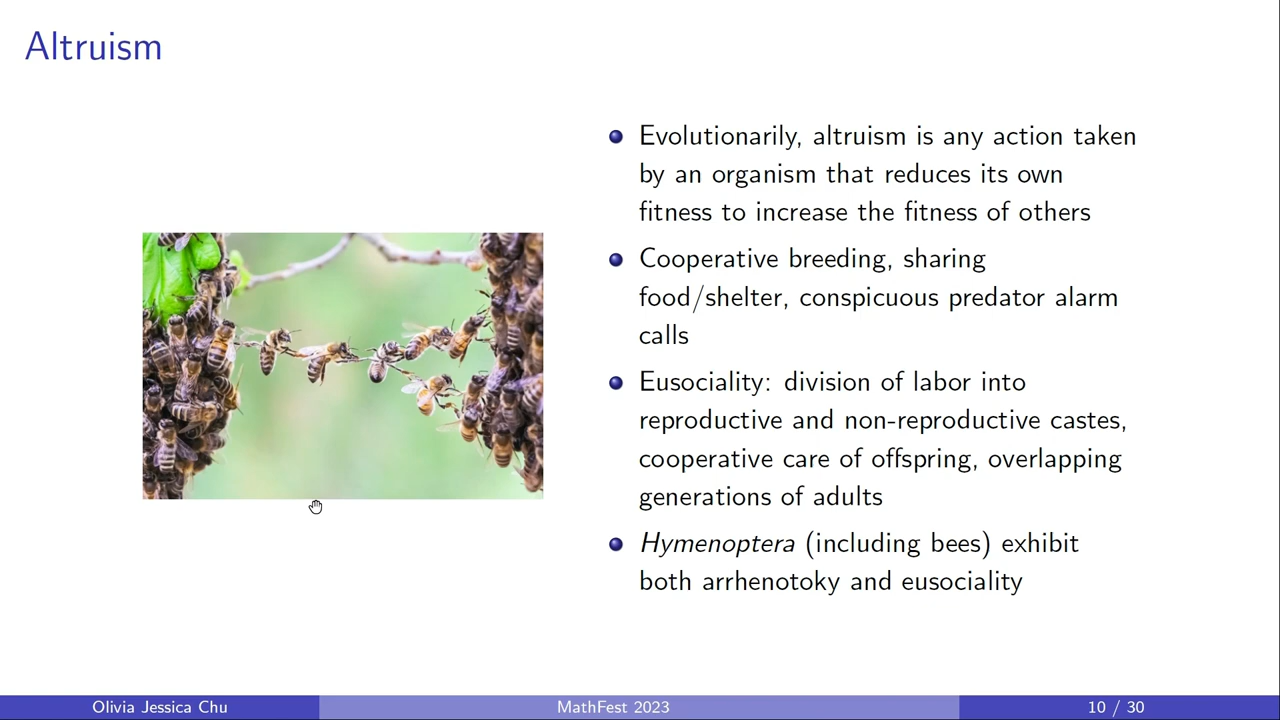 Altruism
Evolutionarily, altruism is any action taken
by an organism that reduces its own
fitness to increase the fitness of others
Cooperative breeding, sharing
food/shelter, conspicuous predator alarm
calls
Eusociality: division of labor into
reproductive and non-reproductive castes,
cooperative care of offspring, overlapping
generations of adults
Hymenoptera (including bees) exhibit
both arrhenotoky and eusociality
Olivia Jessica Chu
MathFest 2023
10 / 30